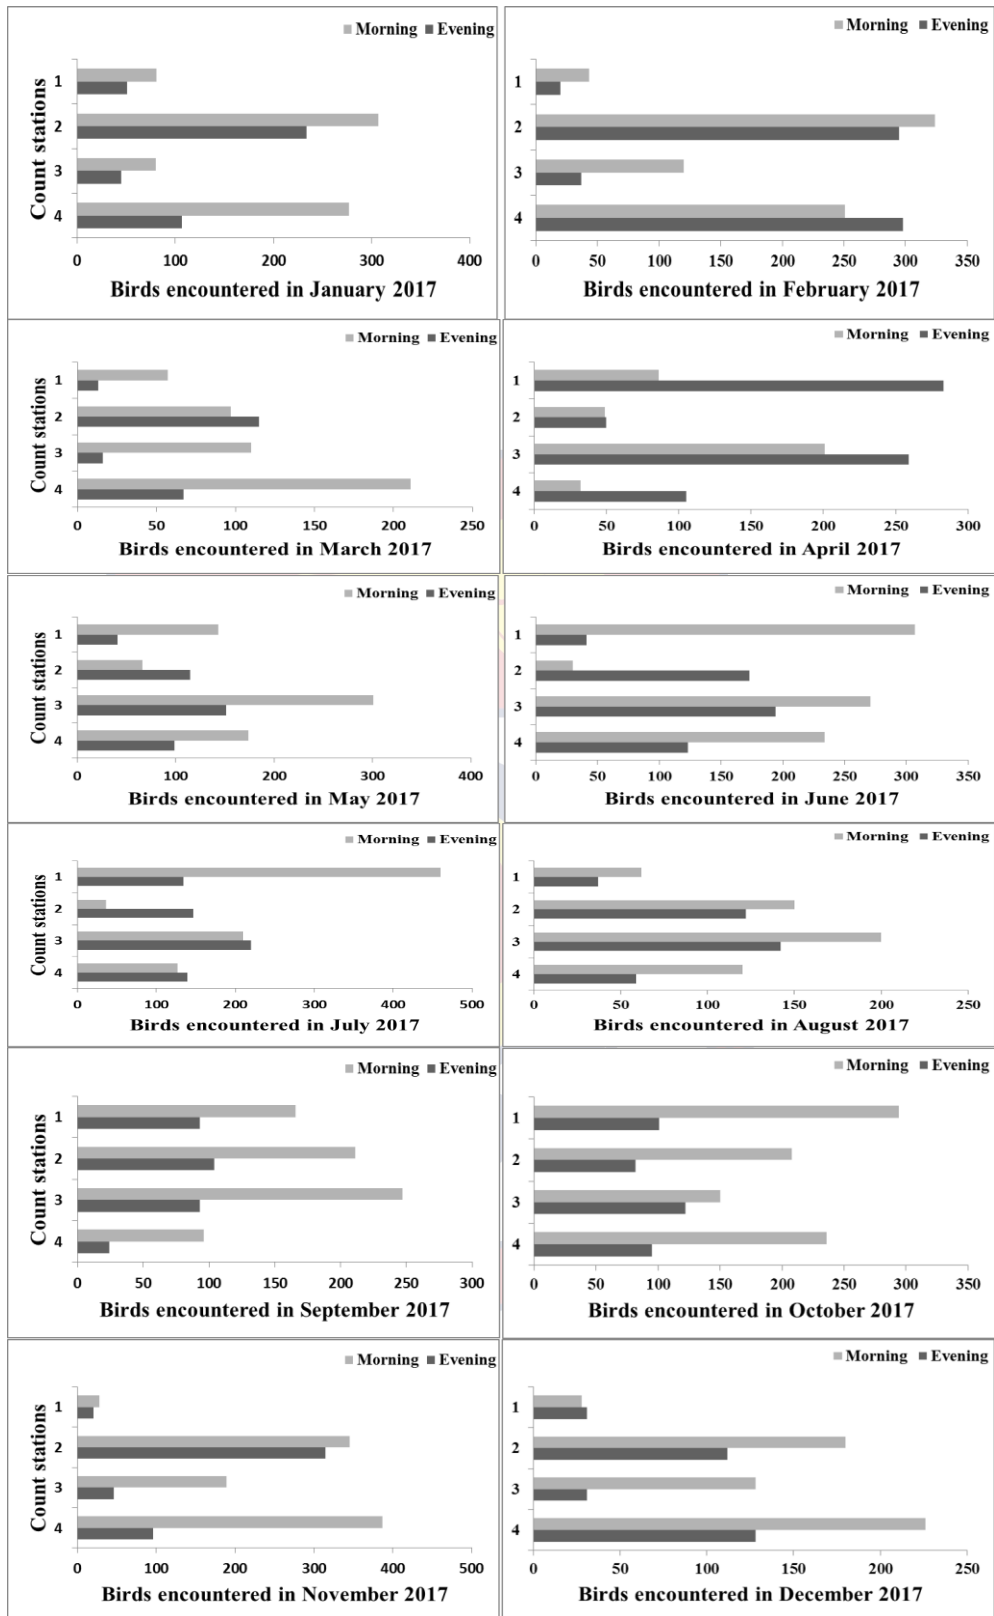 Morning Evening
Count stations
1
2
3
4
0 100 200 300 400
Birds encountered in January 2017
Morning Evening
1
2
3
4
0 50 100 150 200 250 300 350
Birds encountered in February 2017
Morning Evening
Count stations
1
2
3
4
0 50 100 150 200 250
Birds encountered in March 2017
Morning Evening
1
2
3
4
0 50 100 150 200 250 300
Birds encountered in April 2017
Morning Evening
Count stations
1
2
3
4
0 100 200 300 400
Birds encountered in May 2017
Morning Evening
1
2
3
4
0 50 100 150 200 250 300 350
Birds encountered in June 2017
Morning Evening
Count stations
1
2
3
4
0 100 200 300 400 500
Birds encountered in July 2017
Morning Evening
1
2
3
4
0 50 100 150 200 250
Birds encountered in August 2017
Morning Evening
Count stations
1
2
3
4
0 50 100 150 200 250 300
Birds encountered in September 2017
Morning Evening
1
2
3
4
0 50 100 150 200 250 300 350
Birds encountered in October 2017
Morning Evening
Count stations
1
2
3
4
0 100 200 300 400 500
Birds encountered in November 2017
Morning Evening
1
2
3
4
0 50 100 150 200 250
Birds encountered in December 2017